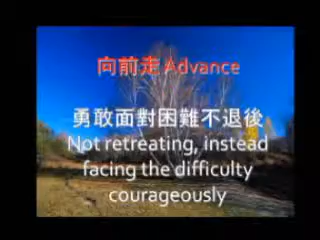 向前走 Advance
勇敢面對困難不退後
Not retreating, instead
facing the difficulty
courageously